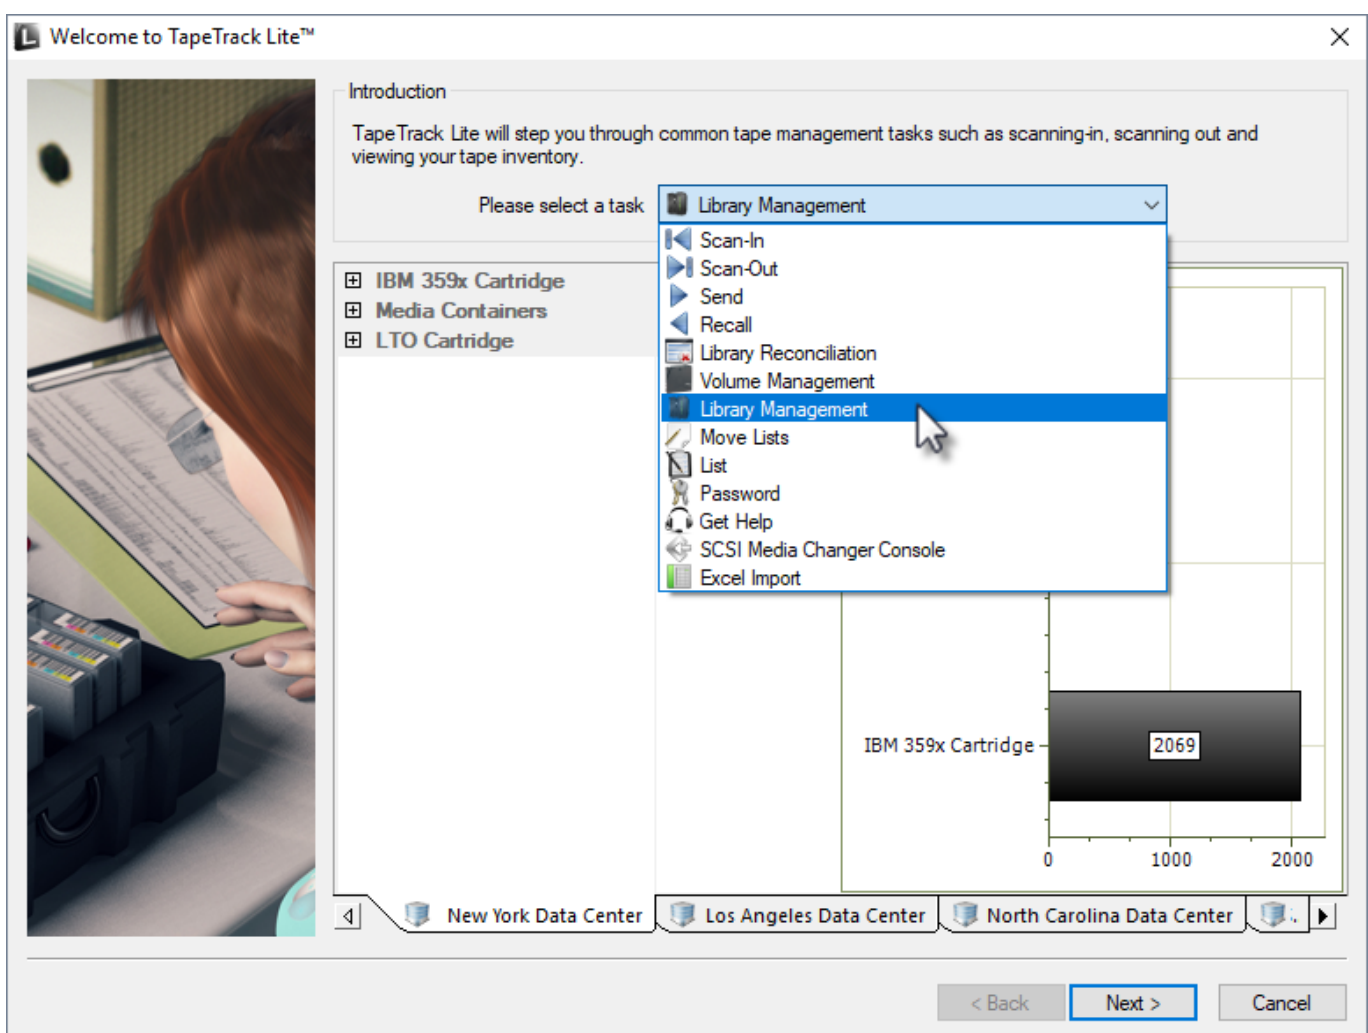 Welcome to TapeTrack Lite™
Introduction
TapeTrack Lite will step you through common tape management tasks such as scanning-in, scanning out and
viewing your tape inventory.
Please select a task
Library Management
Scan-In
Scan-Out
Send
Recall
Library Reconciliation
Volume Management
Library Management
Move Lists
List
Password
Get Help
SCSI Media Changer Console
Excel Import
IBM 359x Cartridge
Media Containers
LTO Cartridge
IBM 359x Cartridge
2069
0 1000 2000
New York Data Center
Los Angeles Data Center
North Carolina Data Center
< Back
Next >
Cancel